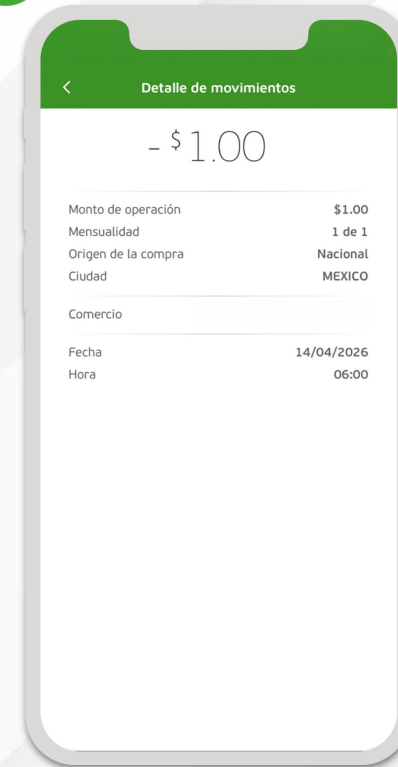 Detalle de movimientos
- $1.00
Monto de operación $1.00
Mensualidad 1 de 1
Origen de la compra Nacional
Ciudad MEXICO
Comercio
Fecha 14/04/2026
Hora 06:00